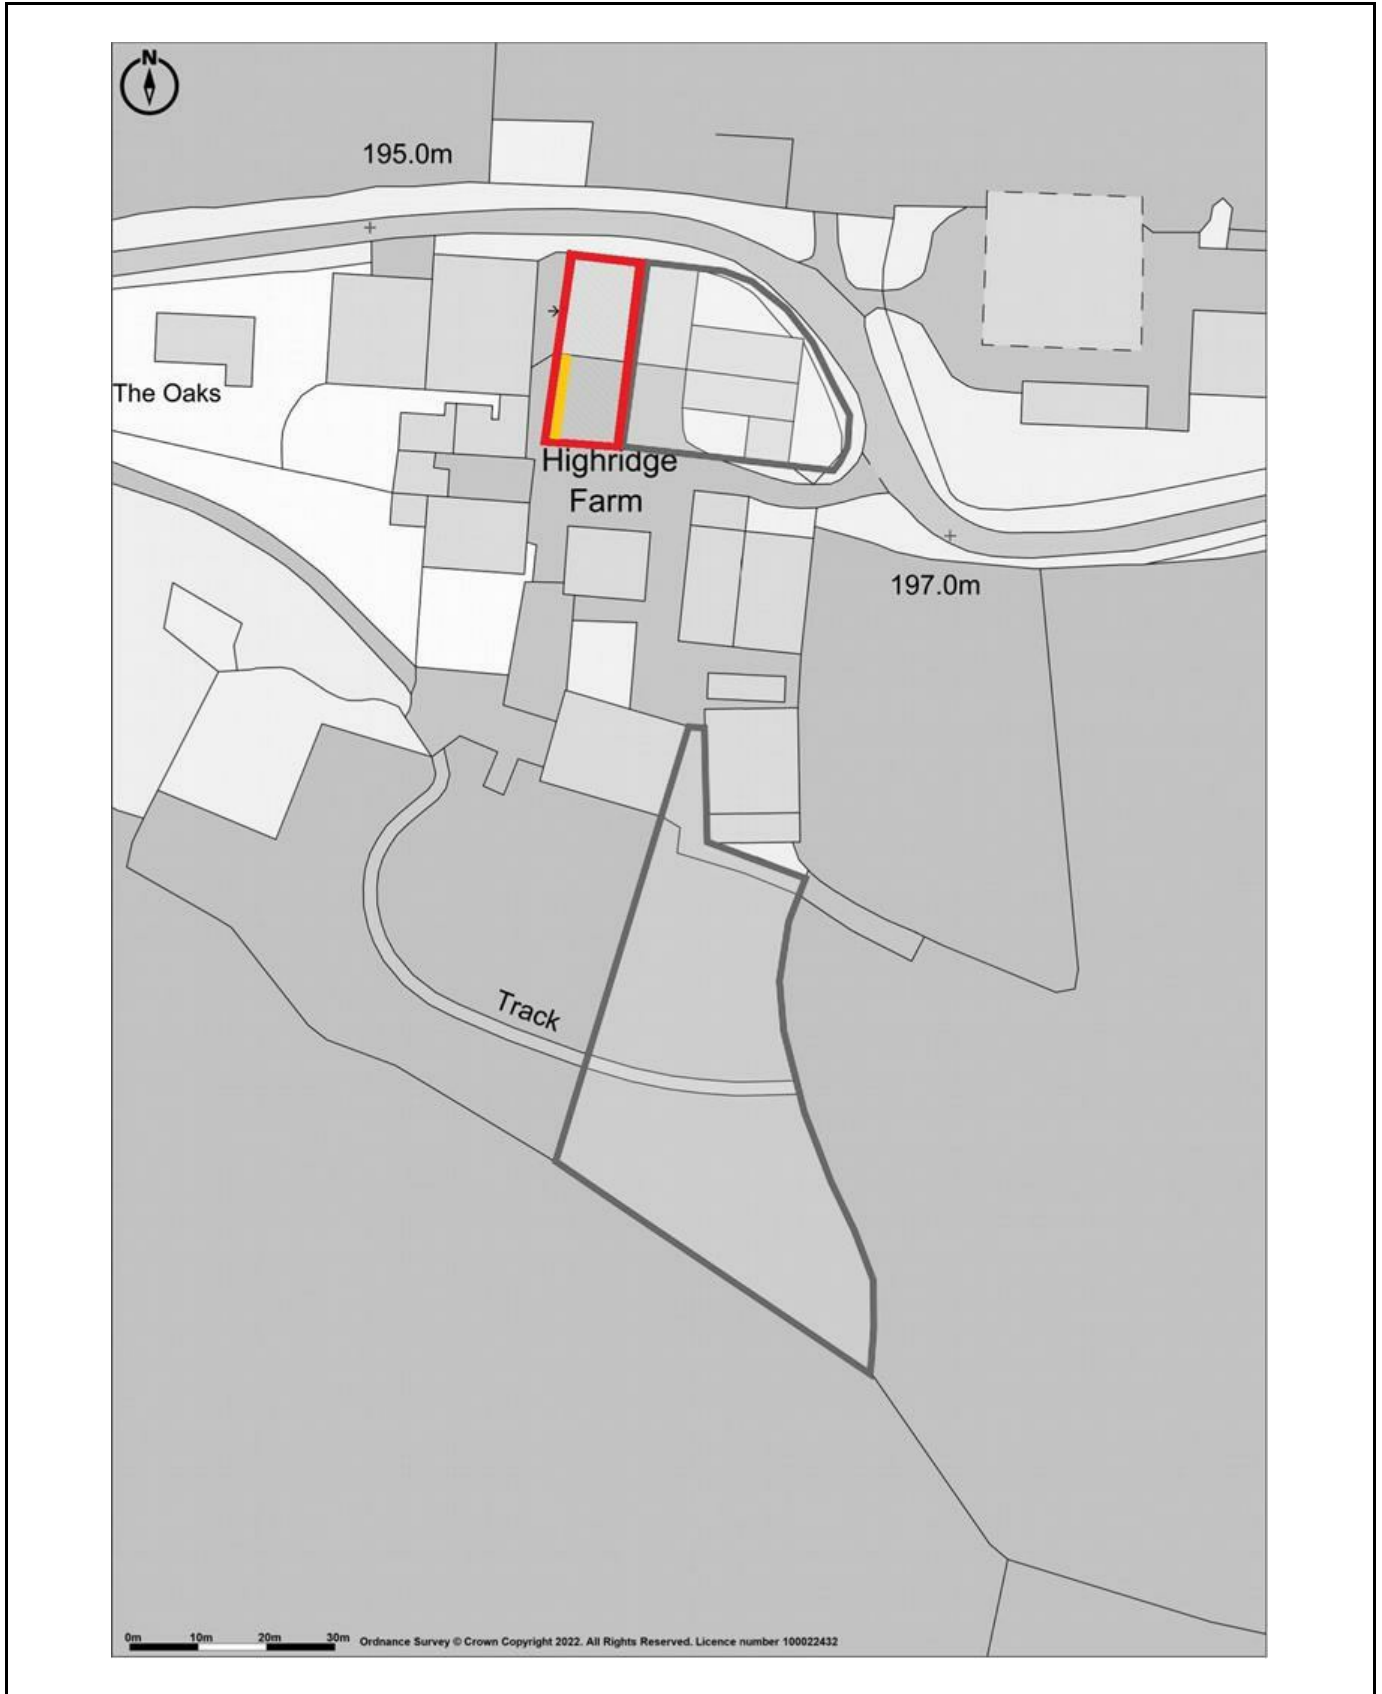 N
195.0m
The Oaks
Highridge
Farm
197.0m
Track
0m 10m 20m 30m
Ordnance Survey © Crown Copyright 2022. All Rights Reserved. Licence number 100022432